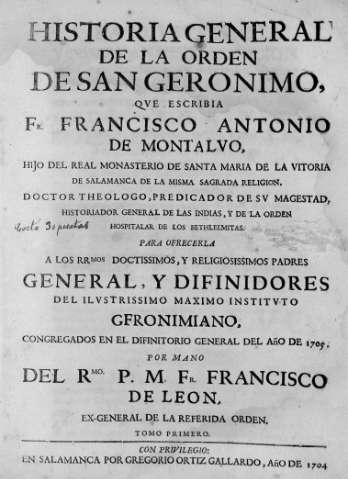 HISTORIA GENERAL
DE LA ORDEN
DE SAN GERONIMO,
QVE ESCRIBIA
Fr. FRANCISCO ANTONIO
DE MONTALVO,
HIJO DEL REAL MONASTERIO DE SANTA MARIA DE LA VITORIA
DE SALAMANCA DE LA MISMA SAGRADA RELIGION,
DOCTOR THEOLOGO, PREDICADOR DE SV MAGESTAD,
HISTORIADOR GENERAL DE LAS INDIAS, Y DE LA ORDEN
HOSPITALAR DE LOS BETHLEEMITAS.
PARA OFRECERLA
A LOS RRMOS DOCTISSIMOS, Y RELIGIOSISSIMOS PADRES
GENERAL, Y DIFINIDORES
DEL ILVSTRISSIMO MAXIMO INSTITVTO
GERONIMIANO,
CONGREGADOS EN EL DIFINITORIO GENERAL DEL Año DE 1705,
POR MANO
DEL RMO. P. M. Fr. FRANCISCO
DE LEON,
EX-GENERAL DE LA REFERIDA ORDEN.
TOMO PRIMERO.
CON PRIVILEGIO:
EN SALAMANCA POR GREGORIO ORTIZ GALLARDO, Año DE 1704